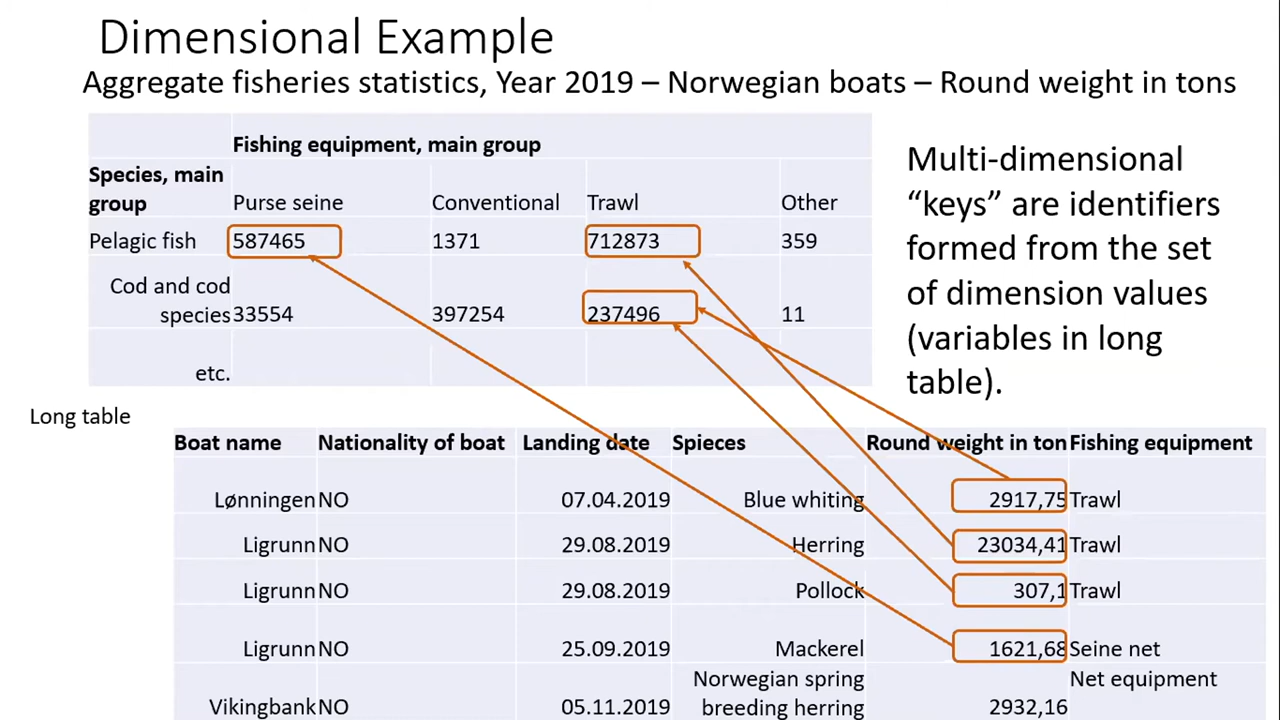 Dimensional Example
Aggregate fisheries statistics, Year 2019 – Norwegian boats – Round weight in tons
Fishing equipment, main group
Species, main
group Purse seine Conventional Trawl Other
Pelagic fish 587465 1371 712873 359
Cod and cod
species 33554 397254 237496 11
etc.
Multi-dimensional
“keys” are identifiers
formed from the set
of dimension values
(variables in long
table).
Long table
Boat name Nationality of boat Landing date Spieces Round weight in ton Fishing equipment
Lønningen NO 07.04.2019 Blue whiting 2917,75 Trawl
Ligrunn NO 29.08.2019 Herring 23034,41 Trawl
Ligrunn NO 29.08.2019 Pollock 307,1 Trawl
Ligrunn NO 25.09.2019 Mackerel 1621,68 Seine net
Norwegian spring Net equipment
Vikingbank NO 05.11.2019 breeding herring 2932,16